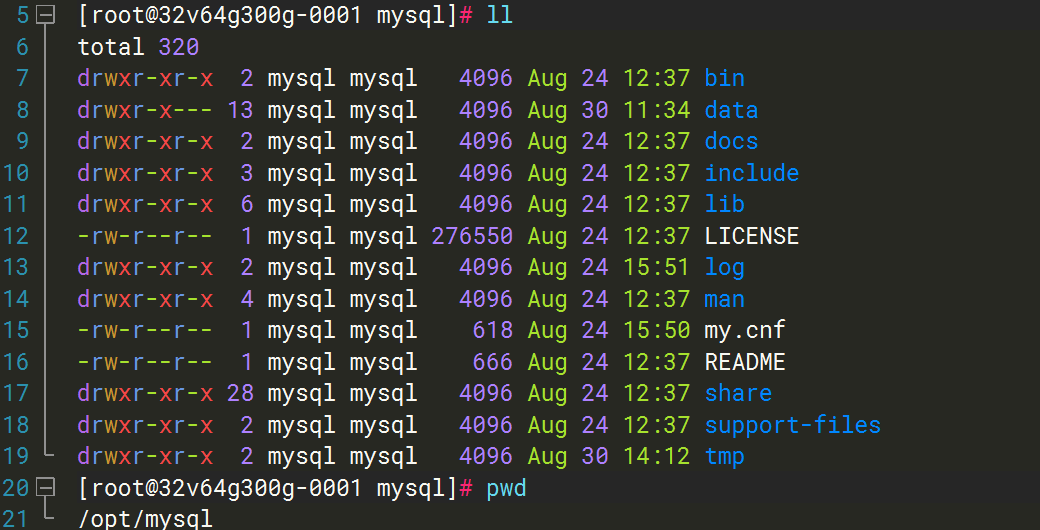 5 [root@32v64g300g-0001 mysql]# ll
6 total 320
7 drwxr-xr-x  2 mysql mysql   4096 Aug 24 12:37 bin
8 drwxr-x--- 13 mysql mysql   4096 Aug 30 11:34 data
9 drwxr-xr-x  2 mysql mysql   4096 Aug 24 12:37 docs
10 drwxr-xr-x  3 mysql mysql   4096 Aug 24 12:37 include
11 drwxr-xr-x  6 mysql mysql   4096 Aug 24 12:37 lib
12 -rw-r--r--  1 mysql mysql 276550 Aug 24 12:37 LICENSE
13 drwxr-xr-x  2 mysql mysql   4096 Aug 24 15:51 log
14 drwxr-xr-x  4 mysql mysql   4096 Aug 24 12:37 man
15 -rw-r--r--  1 mysql mysql    618 Aug 24 15:50 my.cnf
16 -rw-r--r--  1 mysql mysql    666 Aug 24 12:37 README
17 drwxr-xr-x 28 mysql mysql   4096 Aug 24 12:37 share
18 drwxr-xr-x  2 mysql mysql   4096 Aug 24 12:37 support-files
19 drwxr-xr-x  2 mysql mysql   4096 Aug 30 14:12 tmp
20 [root@32v64g300g-0001 mysql]# pwd
21 /opt/mysql